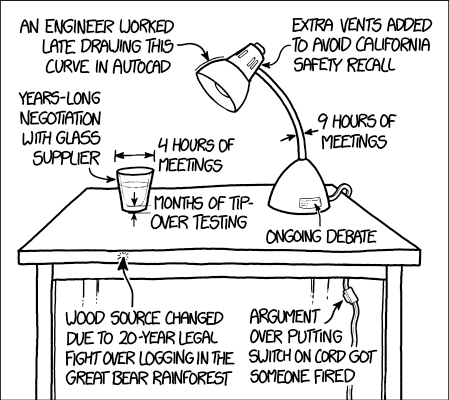 AN ENGINEER WORKED
LATE DRAWING THIS
CURVE IN AUTOCAD
EXTRA VENTS ADDED
TO AVOID CALIFORNIA
SAFETY RECALL
YEARS-LONG
NEGOTIATION
WITH GLASS
SUPPLIER
4 HOURS OF
MEETINGS
9 HOURS OF
MEETINGS
MONTHS OF TIP-
OVER TESTING
ONGOING DEBATE
WOOD SOURCE CHANGED
DUE TO 20-YEAR LEGAL
FIGHT OVER LOGGING IN THE
GREAT BEAR RAINFOREST
ARGUMENT
OVER PUTTING
SWITCH ON CORD GOT
SOMEONE FIRED